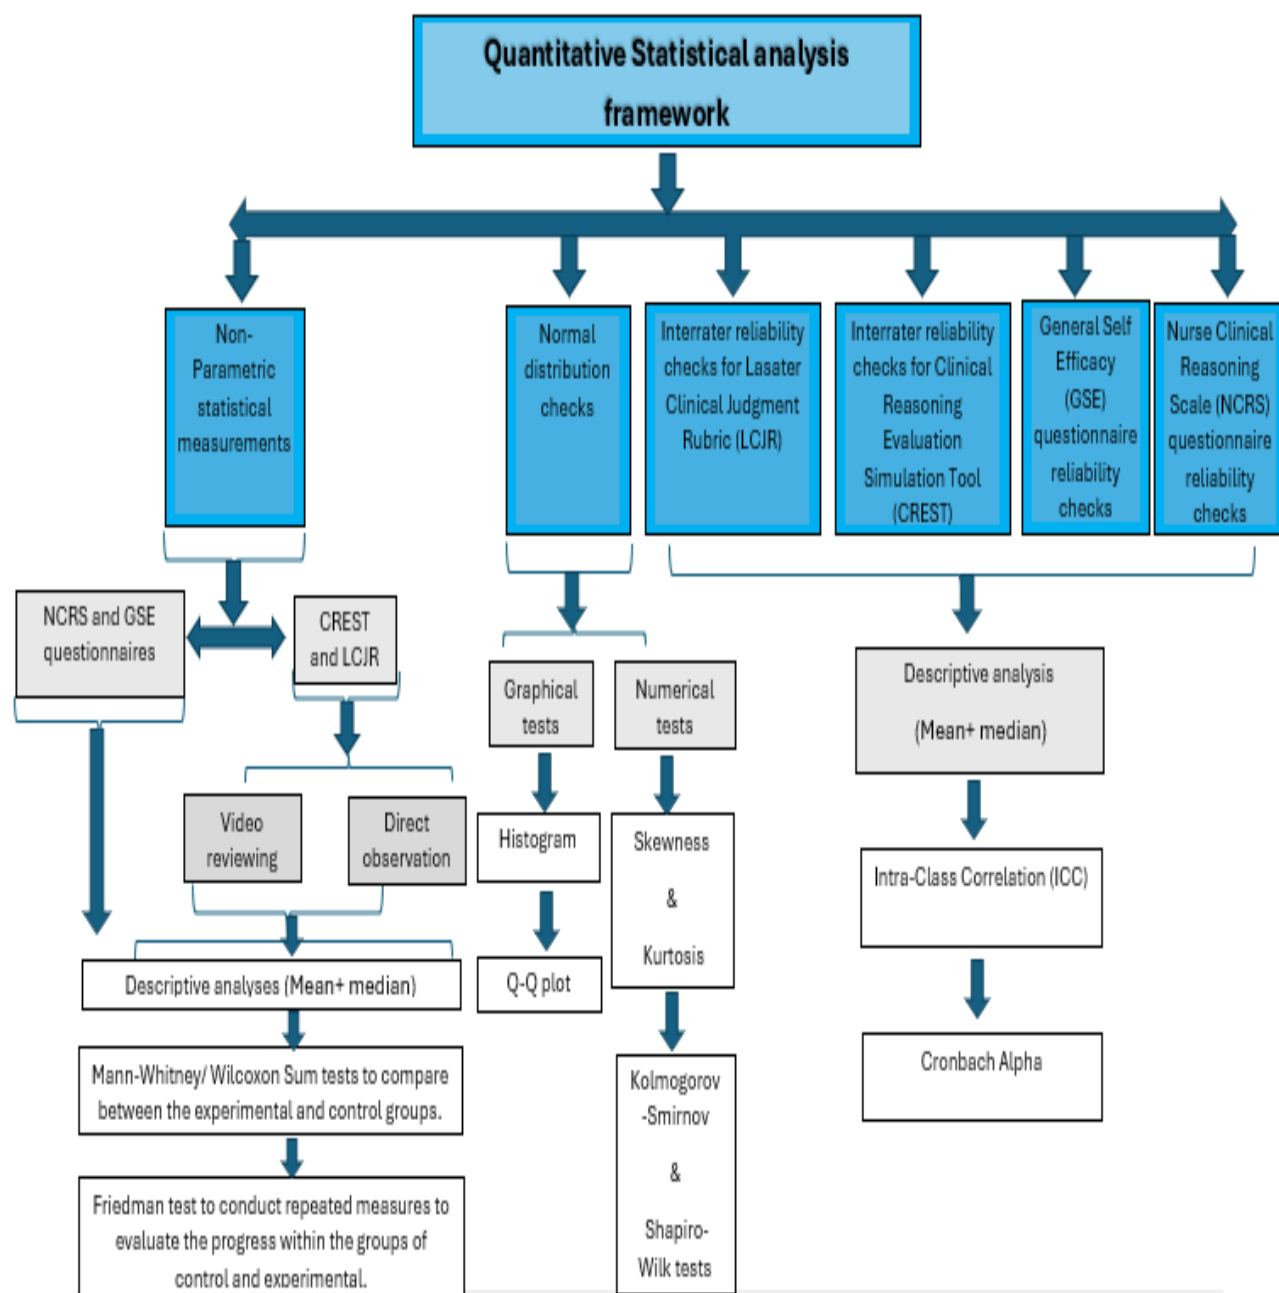 Quantitative Statistical analysis
framework
Non-
Parametric
statistical
measurements
Normal
distribution
checks
Interrater reliability
checks for Lasater
Clinical Judgment
Rubric (LCJR)
Interrater reliability
checks for Clinical
Reasoning
Evaluation
Simulation Tool
(CREST)
General Self
Efficacy
(GSE)
questionnaire
reliability
checks
Nurse Clinical
Reasoning
Scale (NCRS)
questionnaire
reliability
checks
NCRS and GSE
questionnaires
CREST
and LCJR
Video
reviewing
Direct
observation
Descriptive analyses (Mean+ median)
Mann-Whitney/ Wilcoxon Sum tests to compare
between the experimental and control groups.
Friedman test to conduct repeated measures to
evaluate the progress within the groups of
control and experimental.
Graphical
tests
Numerical
tests
Histogram
Q-Q plot
Skewness
&
Kurtosis
Kolmogorov
-Smirnov
&
Shapiro-
Wilk tests
Descriptive analysis
(Mean+ median)
Intra-Class Correlation (ICC)
Cronbach Alpha